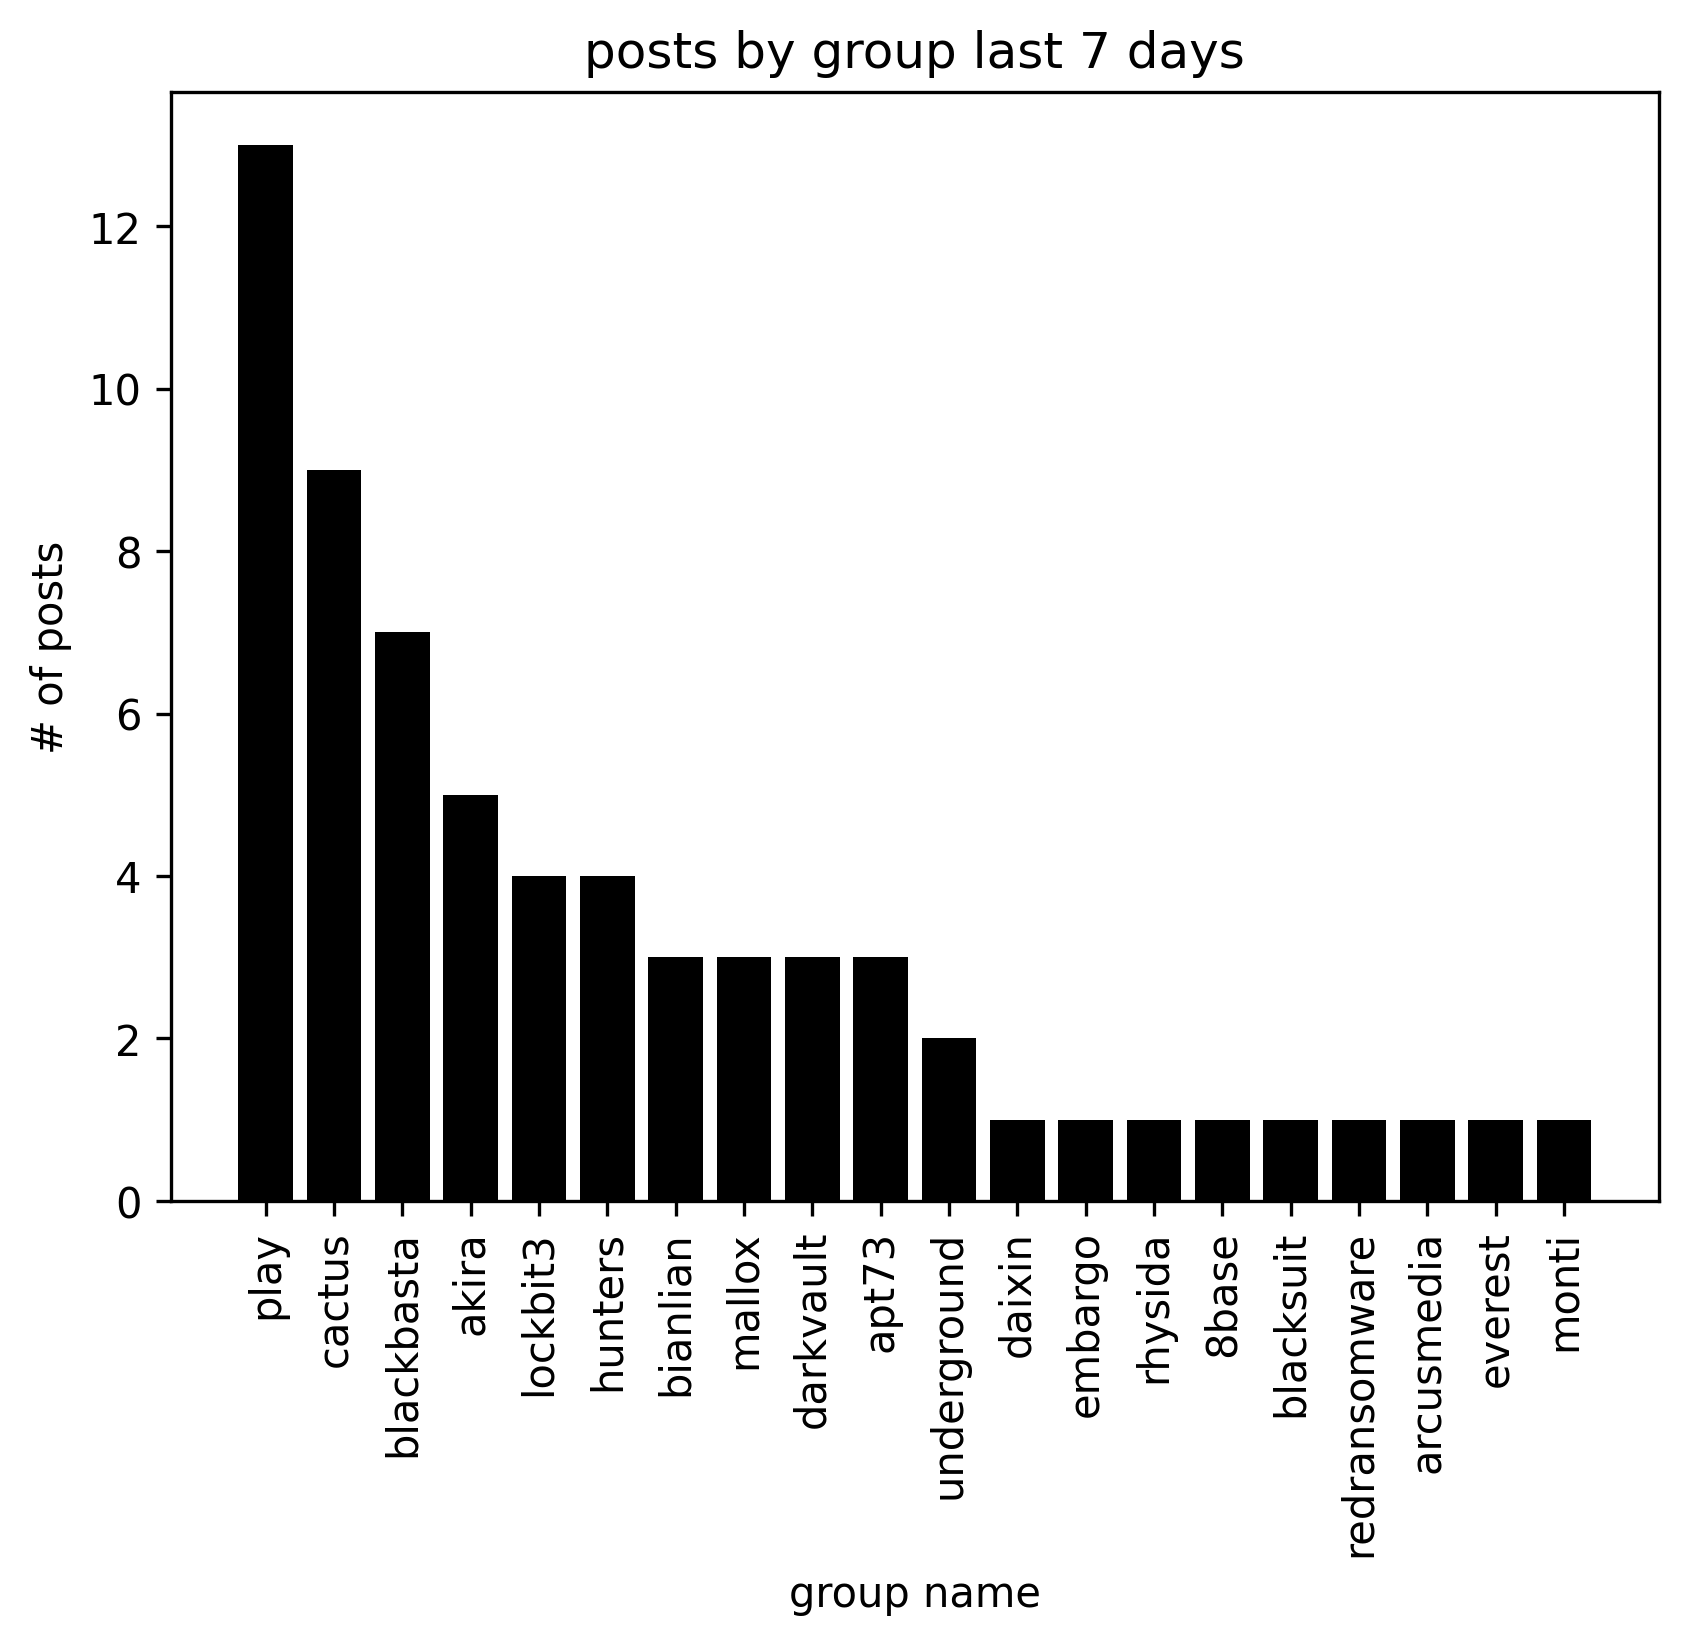 posts by group last 7 days
# of posts
12
10
8
6
4
2
0
play
cactus
blackbasta
akira
lockbit3
hunters
bianlian
mallox
darkvault
apt73
underground
daixin
embargo
rhysida
8base
blacksuit
redransomware
arcusmedia
everest
monti
group name